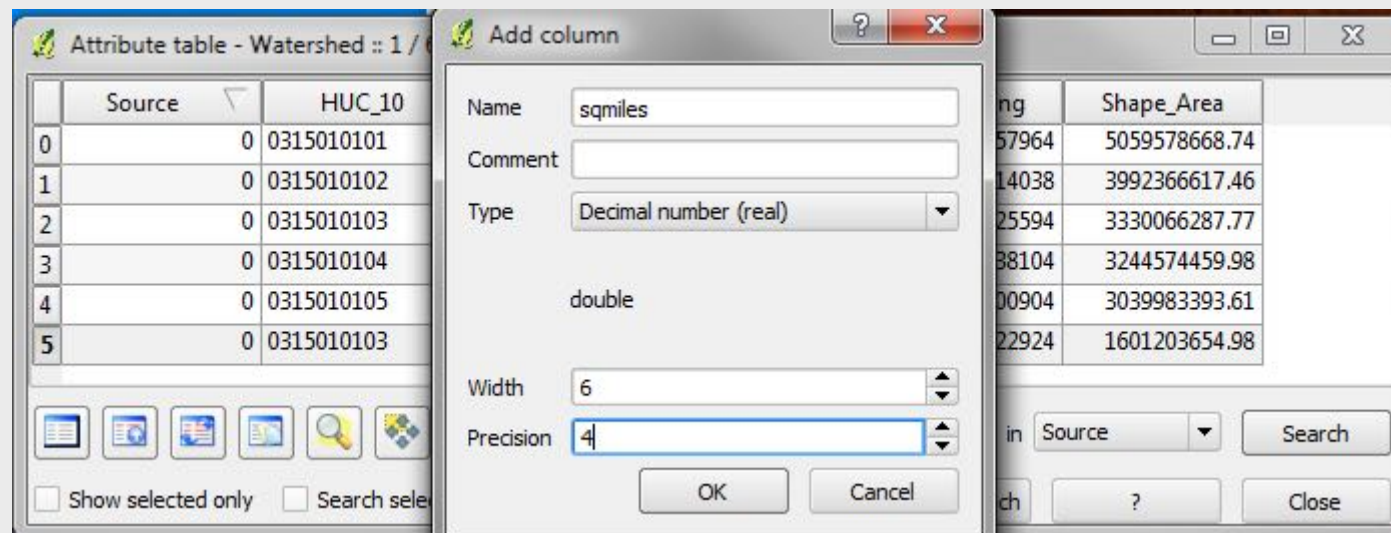 Attribute table - Watershed :: 1 /
Add column
Source HUC_10 ng Shape_Area
0 0 0315010101 57964 5059578668.74
1 0 0315010102 14038 3992366617.46
2 0 0315010103 25594 3330066287.77
3 0 0315010104 38104 3244574459.98
4 0 0315010105 00904 3039983393.61
5 0 0315010103 22924 1601203654.98
Name sqmiles
Comment
Type Decimal number (real)
double
Width 6
Precision 4
in Source Search
OK Cancel
Show selected only Search sele ch ? Close